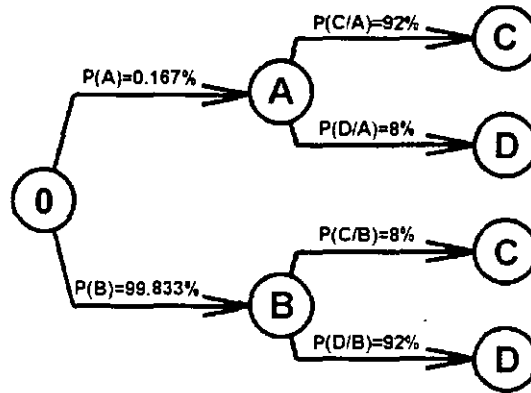 P(C/A)=92%
C
P(A)=0.167%
A
P(D/A)=8%
D
0
P(C/B)=8%
C
P(B)=99.833%
B
P(D/B)=92%
D